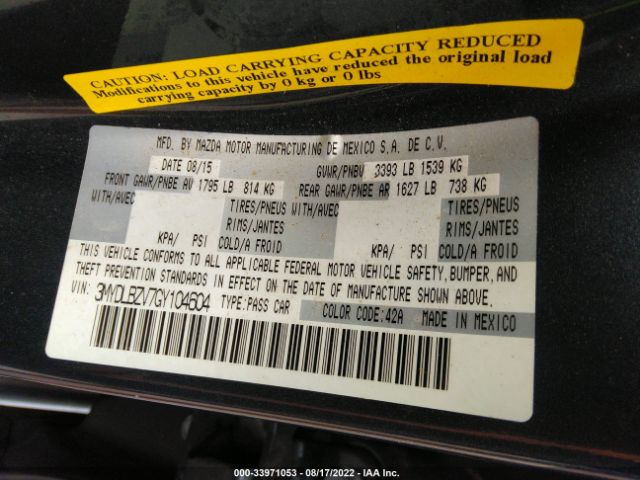 CAUTION: LOAD CARRYING CAPACITY REDUCED
Modifications to this vehicle have reduced the original load
carrying capacity by 0 kg or 0 lbs
MFD. BY MAZDA MOTOR MANUFACTURING DE MEXICO S.A. DE C.V.
DATE 08/15 GVWR/PNBV 3393 LB 1539 KG
FRONT GAWR/PNBE AV 1795 LB 814 KG REAR GAWR/PNBE AR 1627 LB 738 KG
WITH/AVEC TIRES/PNEUS WITH/AVEC TIRES/PNEUS
RIMS/JANTES RIMS/JANTES
KPA/ PSI COLD/A FROID KPA/ PSI COLD/A FROID
THIS VEHICLE CONFORMS TO ALL APPLICABLE FEDERAL MOTOR VEHICLE SAFETY, BUMPER, AND
THEFT PREVENTION STANDARDS IN EFFECT ON THE DATE OF MANUFACTURE SHOWN ABOVE.
VIN: 3MYDLBZV7GY104604 TYPE:PASS CAR COLOR CODE:42A MADE IN MEXICO
000-33971053 - 08/17/2022 - IAA Inc.